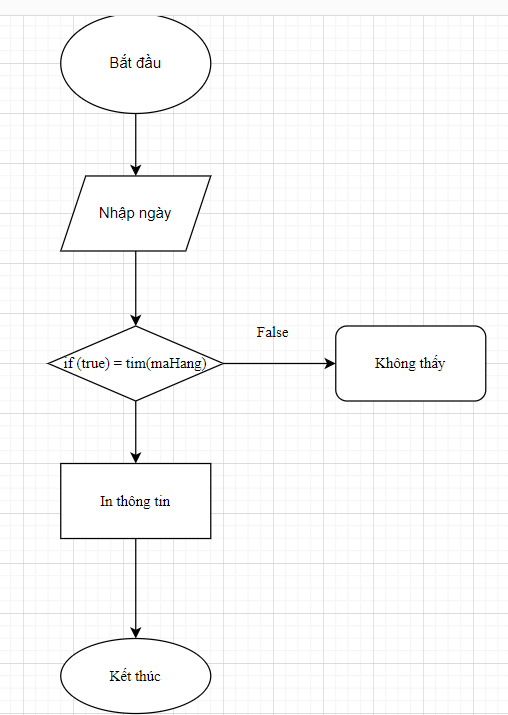 Bắt đầu
Nhập ngày
False
if (true) = tim(maHang)
Không thấy
In thông tin
Kết thúc